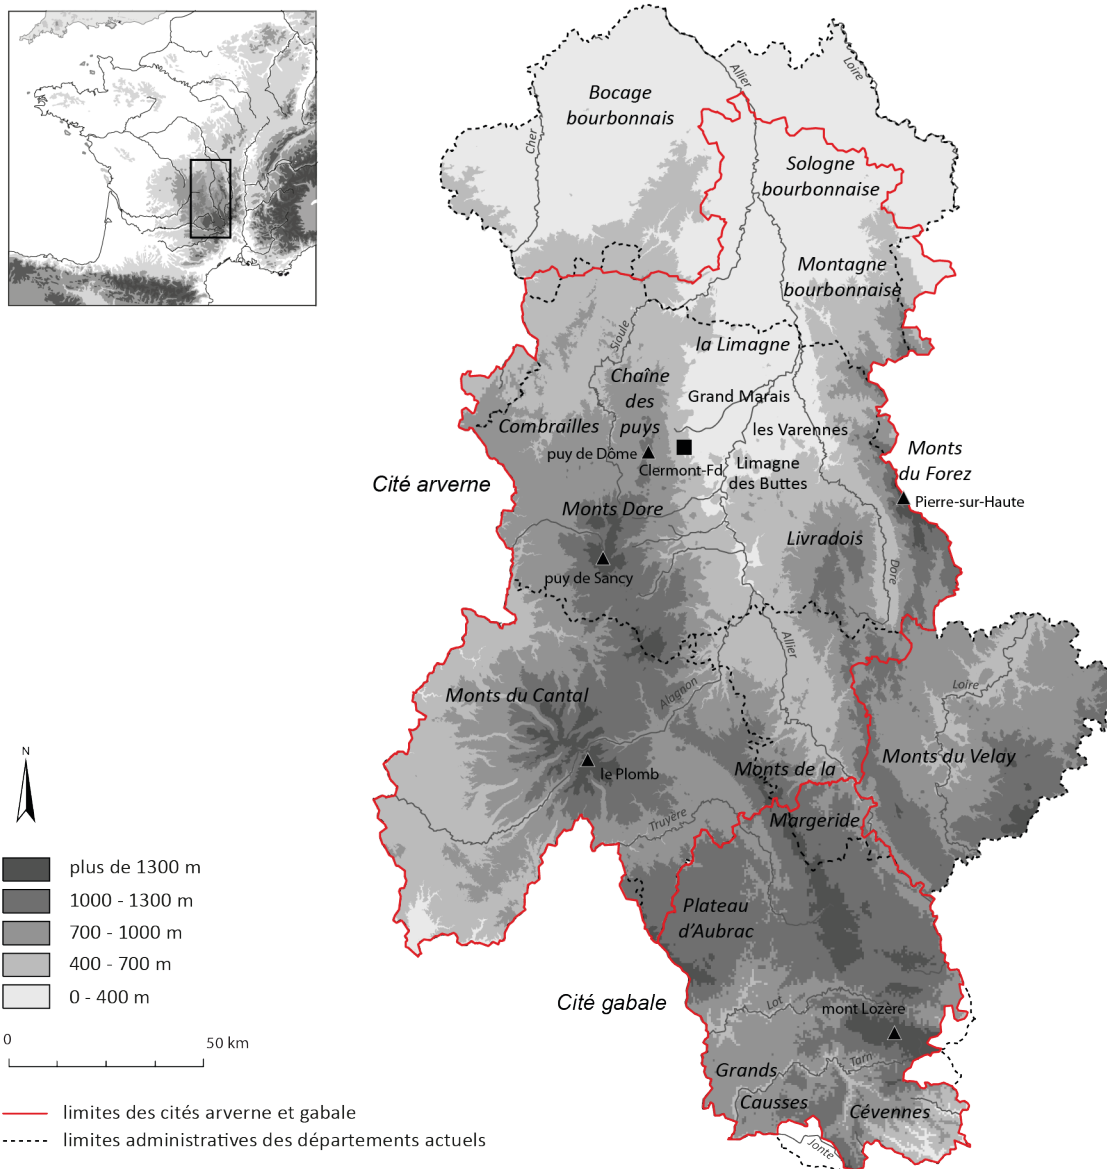 Allier
Loire
Bocage
bourbonnais
Cher
Sologne
bourbonnaise
Montagne
bourbonnaise
Sioule
la Limagne
Chaîne
des
puys
Grand Marais
Combrailles
les Varennes
puy de Dôme
Clermont-Fd
Limagne
des Buttes
Monts
du Forez
Cité arverne
Pierre-sur-Haute
Monts Dore
Livradois
puy de Sancy
Dore
Allier
Loire
Monts du Cantal
Alagnon
Monts du Velay
le Plomb
Monts de la
Margeride
Truyère
Plateau
d'Aubrac
Cité gabale
Lot
mont Lozère
Tarn
Grands
Causses
Cévennes
Jonte
N
plus de 1300 m
1000 - 1300 m
700 - 1000 m
400 - 700 m
0 - 400 m
0
50 km
limites des cités arverne et gabale
limites administratives des départements actuels